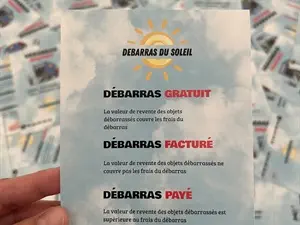 DEBARRAS DU SOLEIL
DÉBARRAS GRATUIT
La valeur de revente des objets
débarrassés couvre les frais du
débarras
DÉBARRAS FACTURÉ
La valeur de revente des objets débarrassés ne
couvre pas les frais du débarras
DÉBARRAS PAYÉ
La valeur de revente des objets débarrassés est
supérieure au frais du débarras